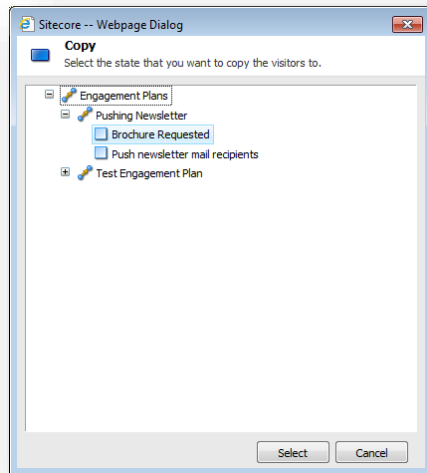 Sitecore -- Webpage Dialog
Copy
Select the state that you want to copy the visitors to.
Engagement Plans
Pushing Newsletter
Brochure Requested
Push newsletter mail recipients
Test Engagement Plan
Select
Cancel